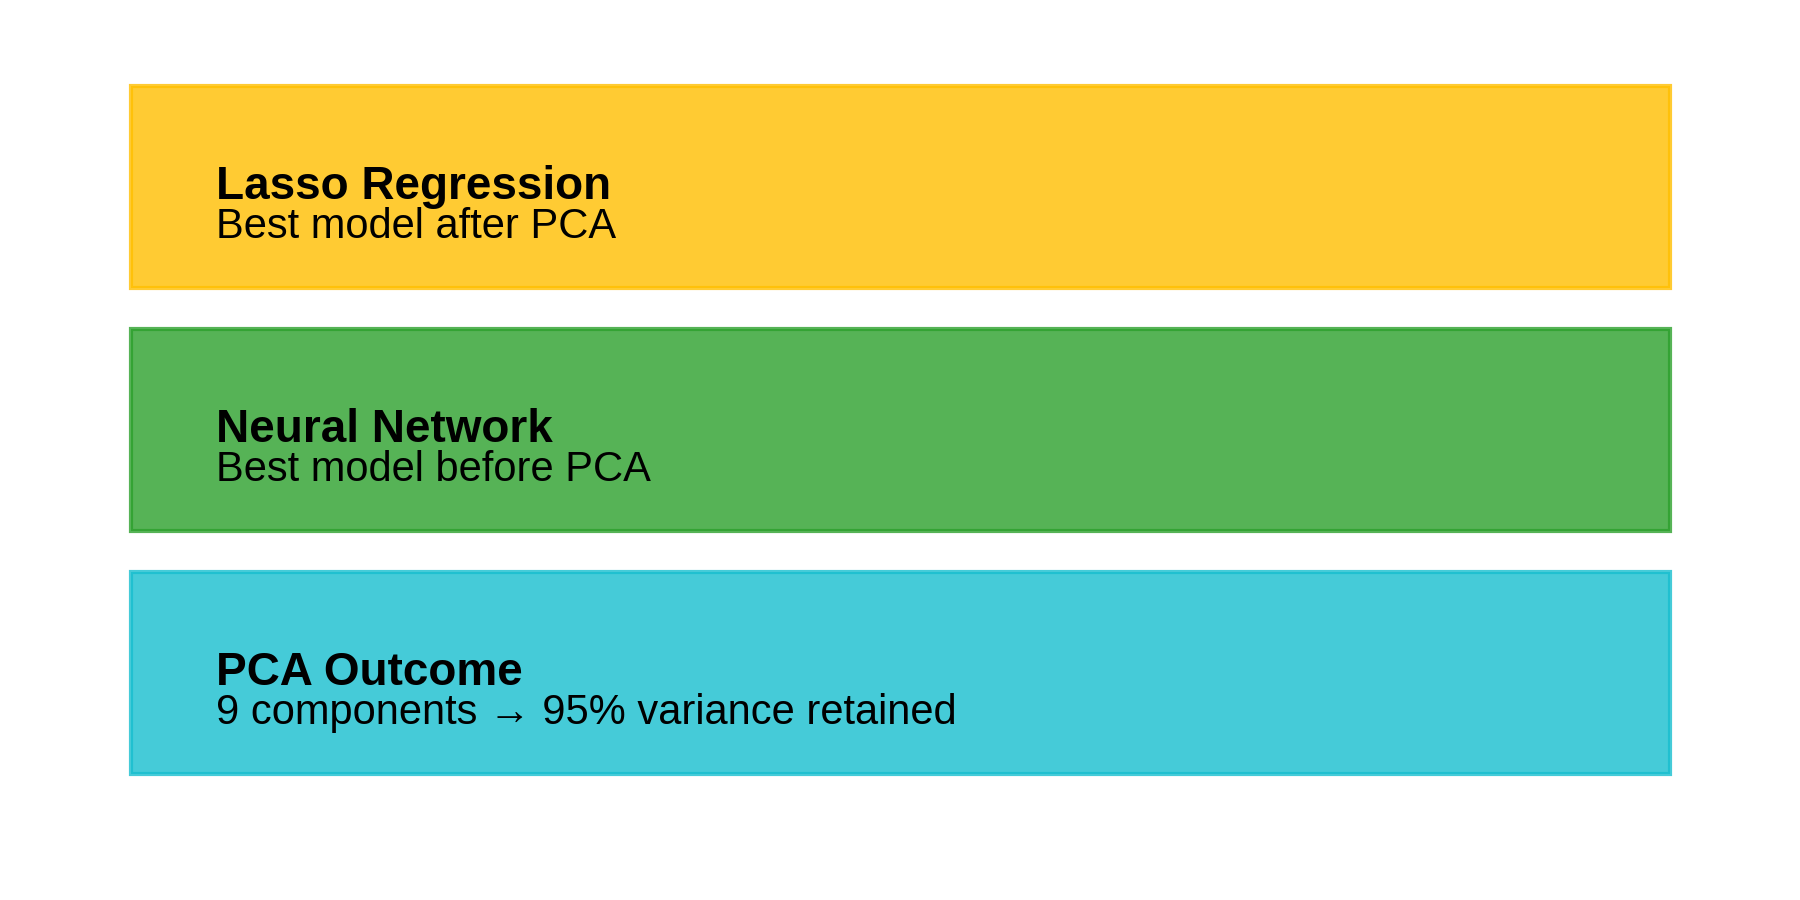 Lasso Regression
Best model after PCA
Neural Network
Best model before PCA
PCA Outcome
9 components → 95% variance retained